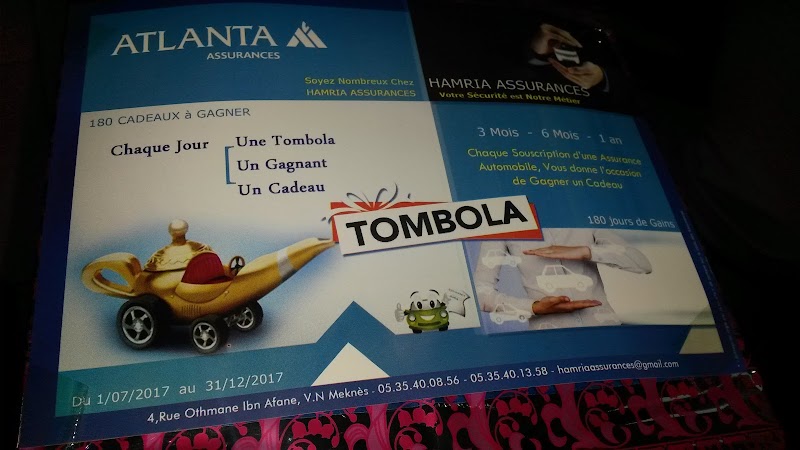 ATLANTA
ASSURANCES
Soyez Nombreux Chez
HAMRIA ASSURANCES
HAMRIA ASSURANCES
Votre Sécurité est Notre Métier
180 CADEAUX à GAGNER
Chaque Jour
Une Tombola
Un Gagnant
Un Cadeau
3 Mois - 6 Mois - 1 an
Chaque Souscription d'une Assurance
Automobile, Vous donne l'occasion
de Gagner un Cadeau
TOMBOLA
180 jours de Gains
Du 1/07/2017 au 31/12/2017
4,Rue Othmane Ibn Afane, V.N Meknès - 05.35.40.08.56 - 05.35.40.13.58 - hamriaassurances@gmail.com